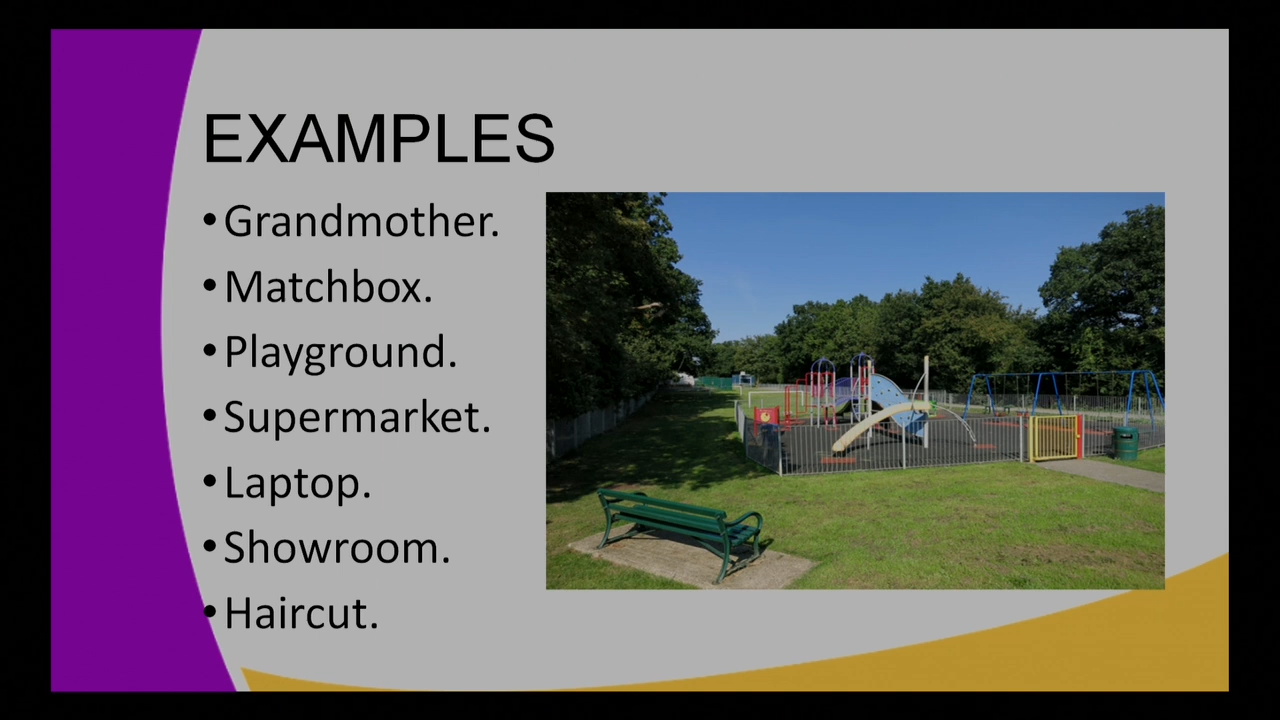 EXAMPLES
•Grandmother.
•Matchbox.
•Playground.
•Supermarket.
•Laptop.
•Showroom.
•Haircut.